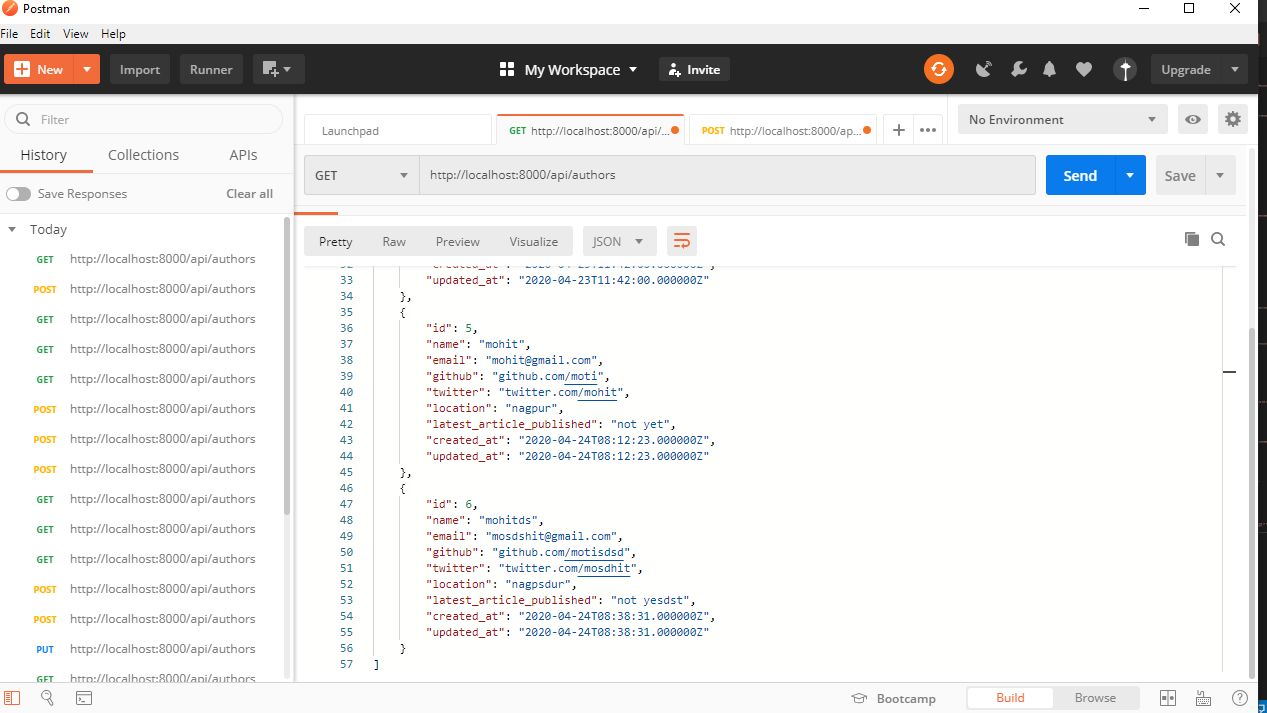 Postman
File Edit View Help
New Import Runner My Workspace Invite Upgrade
Filter
History Collections APIs
Save Responses Clear all
Today
GET http://localhost:8000/api/authors
POST http://localhost:8000/api/authors
GET http://localhost:8000/api/authors
GET http://localhost:8000/api/authors
GET http://localhost:8000/api/authors
POST http://localhost:8000/api/authors
POST http://localhost:8000/api/authors
POST http://localhost:8000/api/authors
GET http://localhost:8000/api/authors
GET http://localhost:8000/api/authors
GET http://localhost:8000/api/authors
POST http://localhost:8000/api/authors
POST http://localhost:8000/api/authors
PUT http://localhost:8000/api/authors
GET http://localhost:8000/api/authors
Launchpad GET http://localhost:8000/api/... POST http://localhost:8000/ap... No Environment
GET http://localhost:8000/api/authors Send Save
Pretty Raw Preview Visualize JSON
33 "updated_at": "2020-04-23T11:42:00.000000Z"
34 },
35 {
36 "id": 5,
37 "name": "mohit",
38 "email": "mohit@gmail.com",
39 "github": "github.com/moti",
40 "twitter": "twitter.com/mohit",
41 "location": "nagpur",
42 "latest_article_published": "not yet",
43 "created_at": "2020-04-24T08:12:23.000000Z",
44 "updated_at": "2020-04-24T08:12:23.000000Z"
45 },
46 {
47 "id": 6,
48 "name": "mohitds",
49 "email": "mosdshit@gmail.com",
50 "github": "github.com/motisdsd",
51 "twitter": "twitter.com/mosdhit",
52 "location": "nagpsdur",
53 "latest_article_published": "not yesdst",
54 "created_at": "2020-04-24T08:38:31.000000Z",
55 "updated_at": "2020-04-24T08:38:31.000000Z"
56 }
57 ]
Bootcamp Build Browse